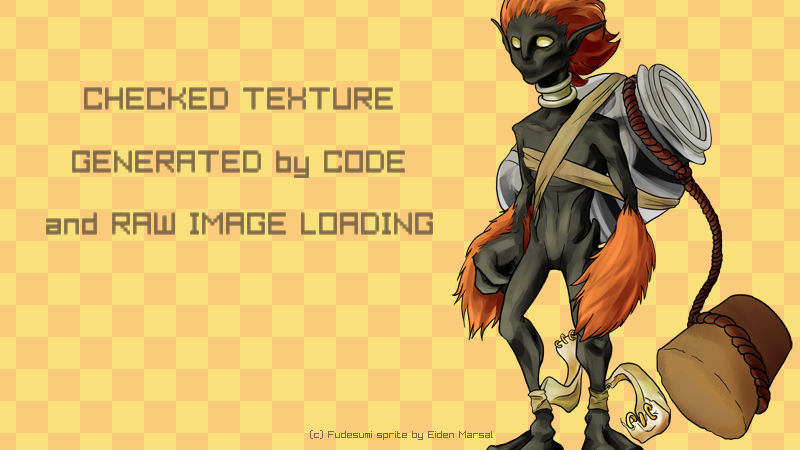 CHECKED TEXTURE
GENERATED by CODE
and RAW IMAGE LOADING
(c) Fudesumi sprite by Eiden Marsal